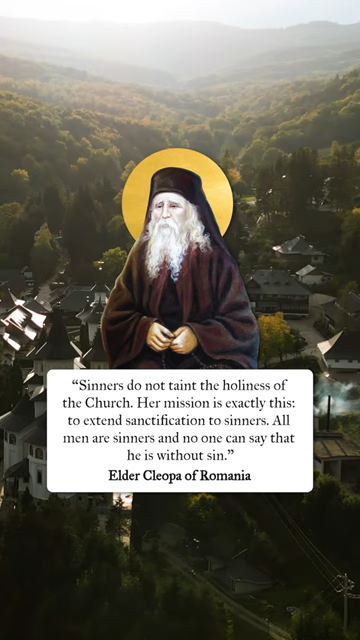 “Sinners do not taint the holiness of
the Church. Her mission is exactly this:
to extend sanctification to sinners. All
men are sinners and no one can say that
he is without sin.”
Elder Cleopa of Romania